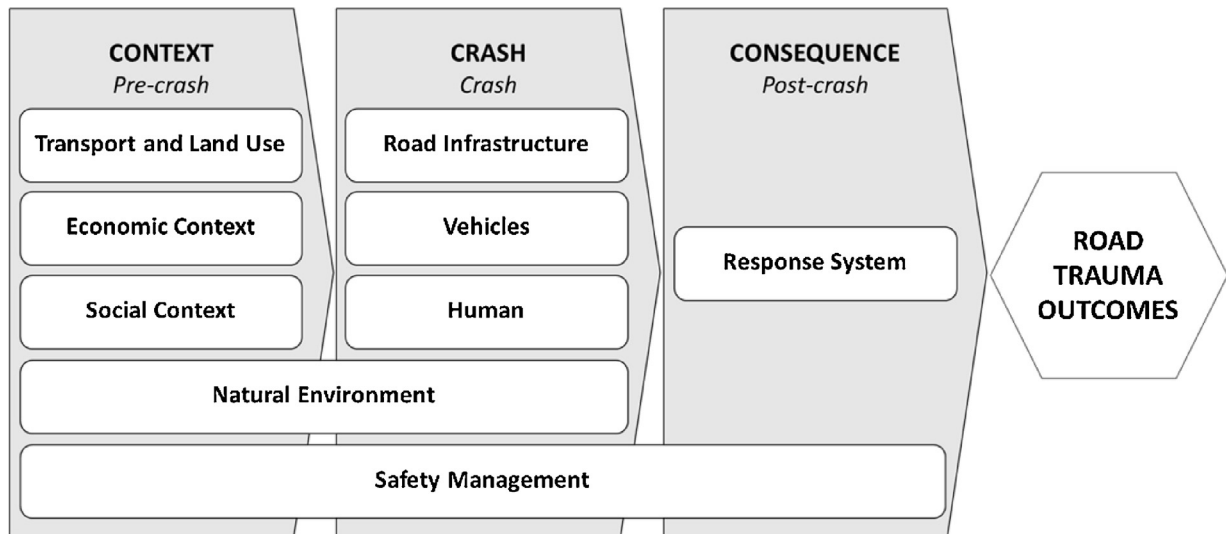 CONTEXT
Pre-crash
Transport and Land Use
Economic Context
Social Context
CRASH
Crash
Road Infrastructure
Vehicles
Human
CONSEQUENCE
Post-crash
Response System
Natural Environment
Safety Management
ROAD
TRAUMA
OUTCOMES